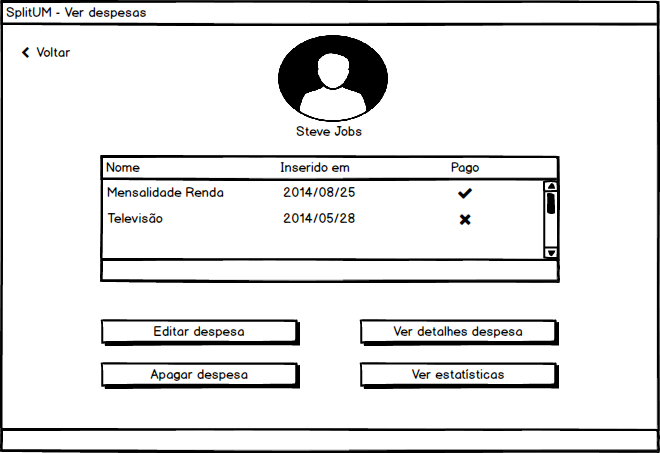 SplitUM - Ver despesas
Voltar
Steve Jobs
Nome Inserido em Pago
Mensalidade Renda 2014/08/25
Televisão 2014/05/28
Editar despesa Ver detalhes despesa
Apagar despesa Ver estatísticas